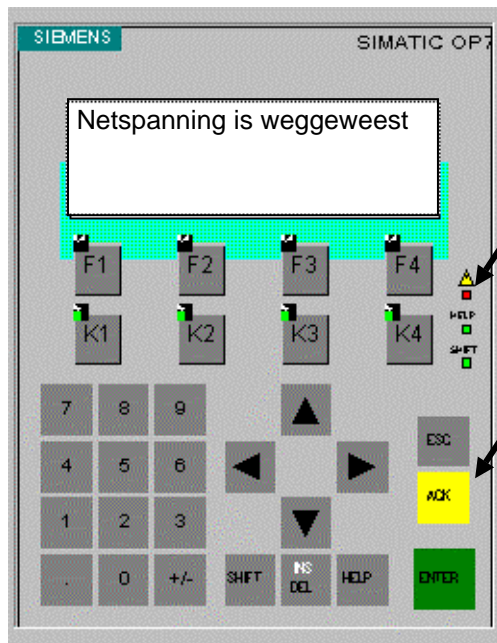 SIEMENS
SIMATIC OP7
Netspanning is weggeweest
F1 F2 F3 F4
HELP
K1 K2 K3 K4
SHIFT
7 8 9
ESC
4 5 6
ACK
1 2 3
INS
. 0 +/- SHIFT DEL HELP ENTER